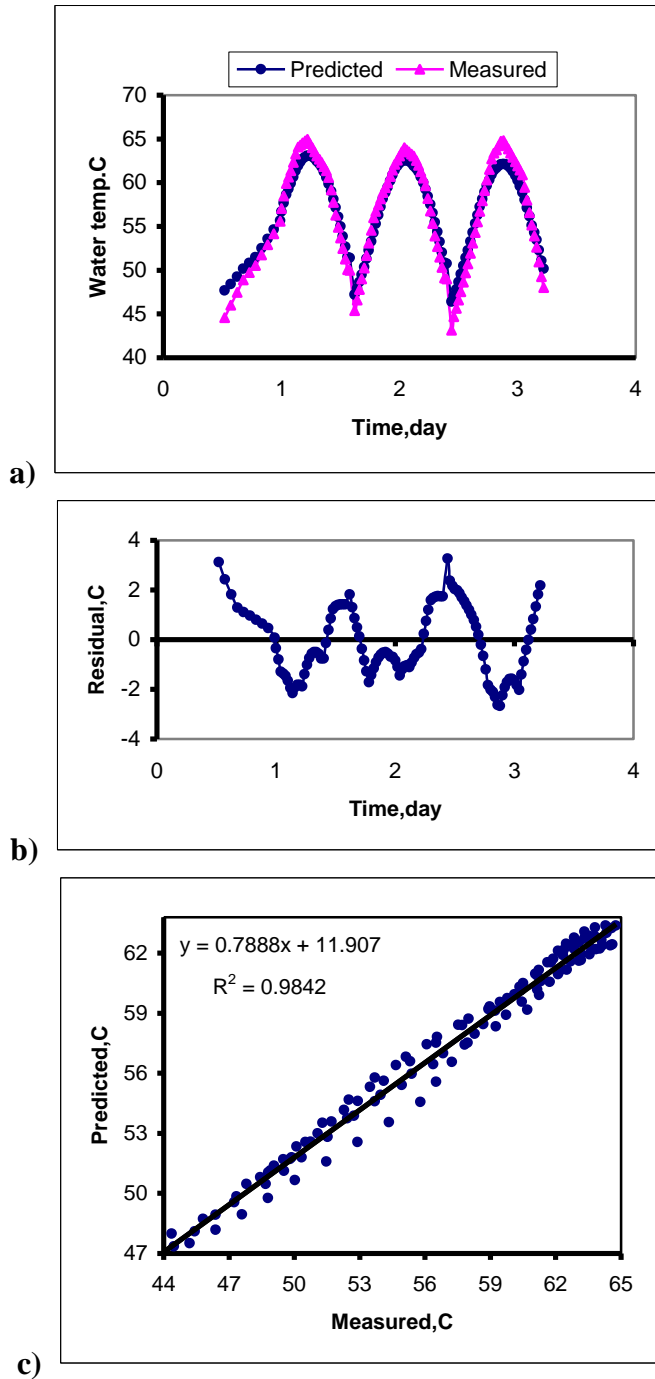 Predicted Measured
70
65
60
55
50
45
40
Water temp.C
0 1 2 3 4
Time,day
a)
4
2
0
-2
-4
Residual,C
0 1 2 3 4
Time,day
b)
y = 0.7888x + 11.907
R² = 0.9842
62
59
56
53
50
47
Predicted,C
44 47 50 53 56 59 62 65
Measured,C
c)